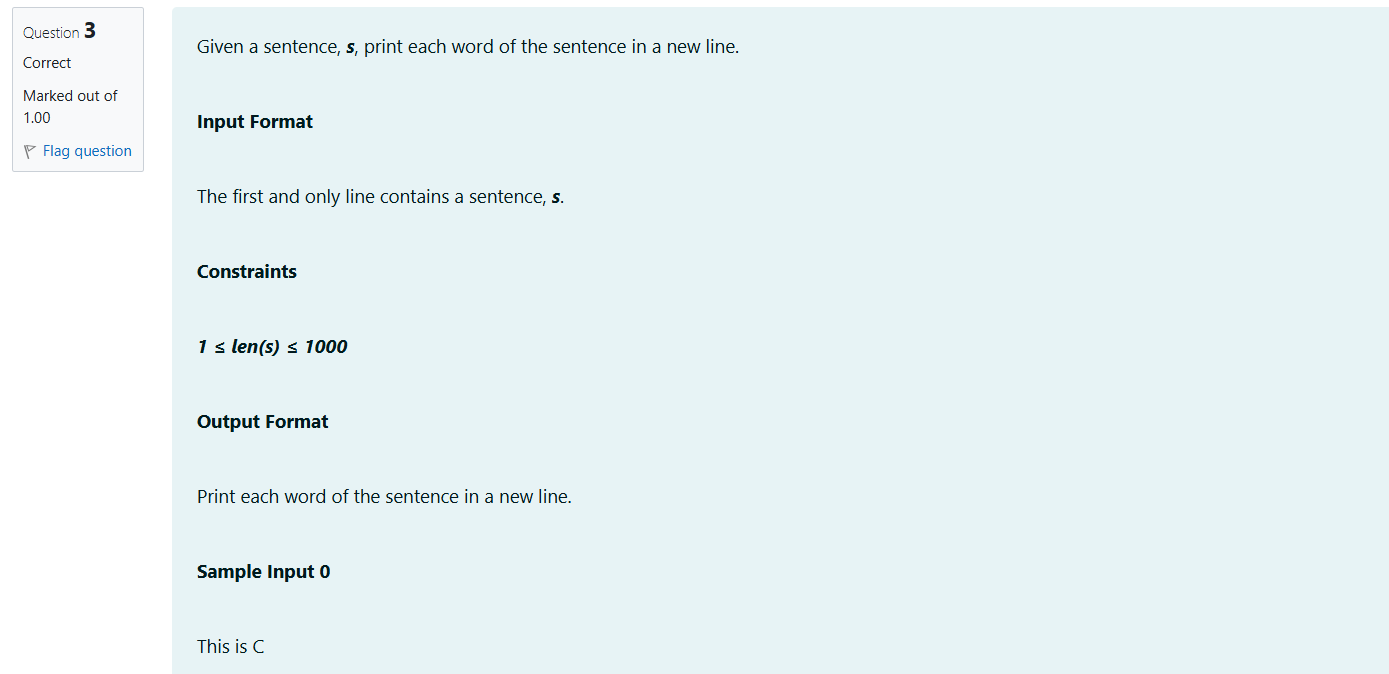 Question 3
Correct
Marked out of
1.00
Flag question
Given a sentence, s, print each word of the sentence in a new line.
Input Format
The first and only line contains a sentence, s.
Constraints
1 ≤ len(s) ≤ 1000
Output Format
Print each word of the sentence in a new line.
Sample Input 0
This is C